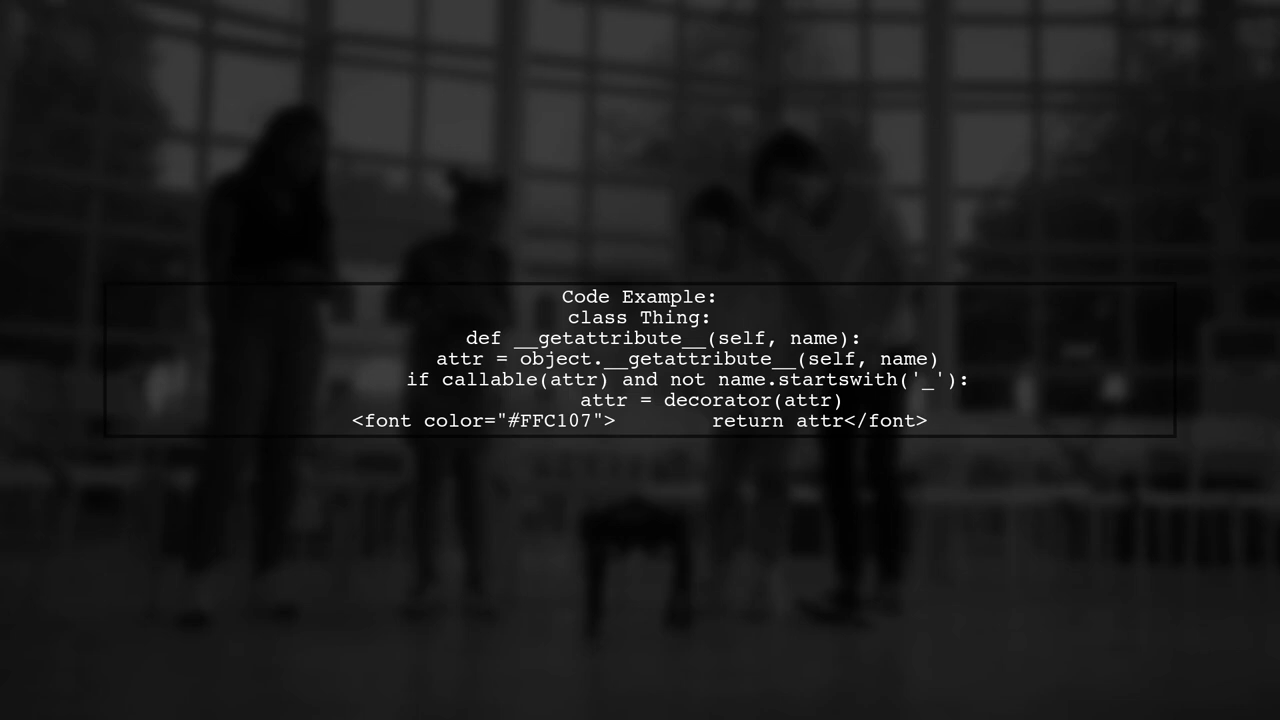 Code Example:
class Thing:
def __getattribute__(self, name):
attr = object.__getattribute__(self, name)
if callable(attr) and not name.startswith('_'):
attr = decorator(attr)
<font color="#FFC107">        return attr</font>